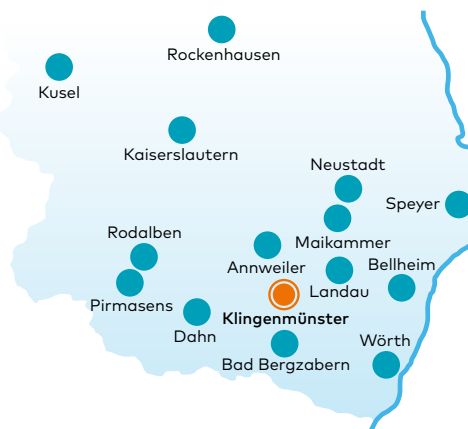 Rockenhausen
Kusel
Kaiserslautern
Neustadt
Speyer
Rodalben
Maikammer
Annweiler
Bellheim
Landau
Pirmasens
Klingenmünster
Dahn
Wörth
Bad Bergzabern